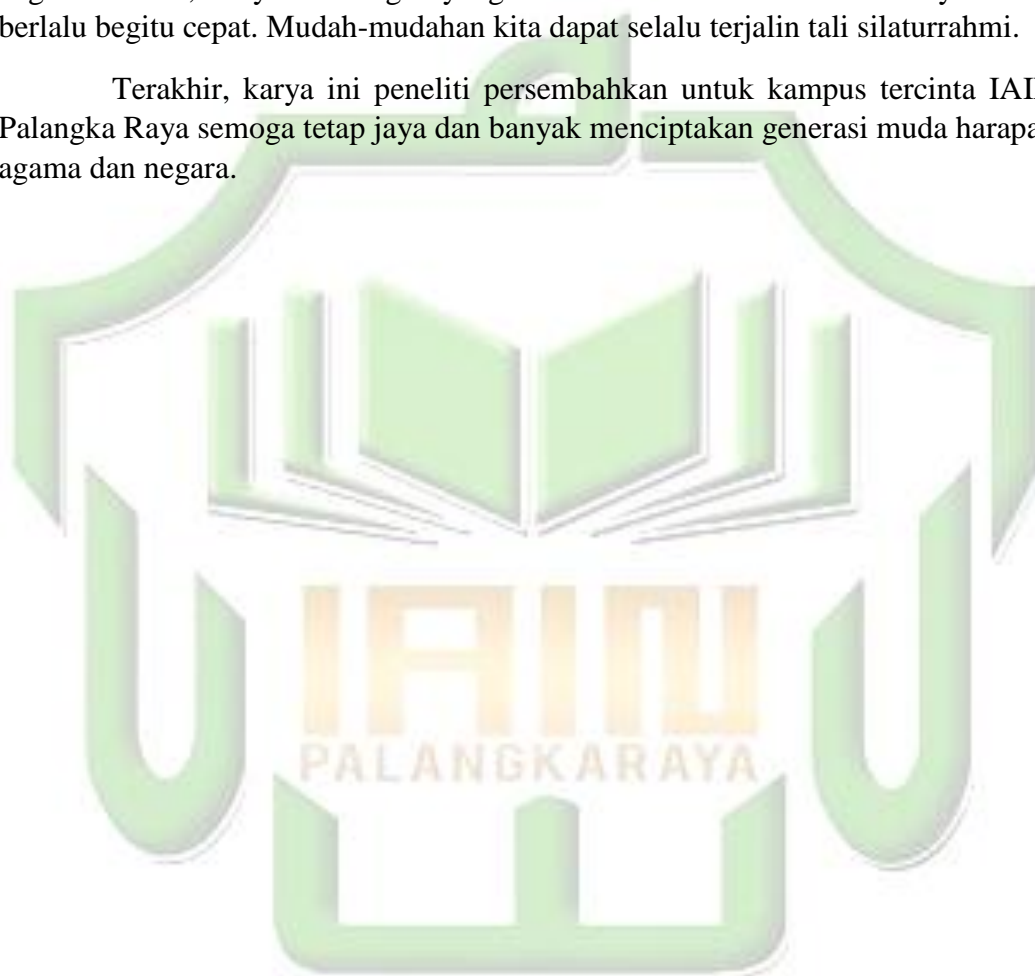 berlalu begitu cepat. Mudah-mudahan kita dapat selalu terjalin tali silaturrahmi.
Terakhir, karya ini peneliti persembahkan untuk kampus tercinta IAI
Palangka Raya semoga tetap jaya dan banyak menciptakan generasi muda harapa
agama dan negara.
IAIN
PALANGKARAYA